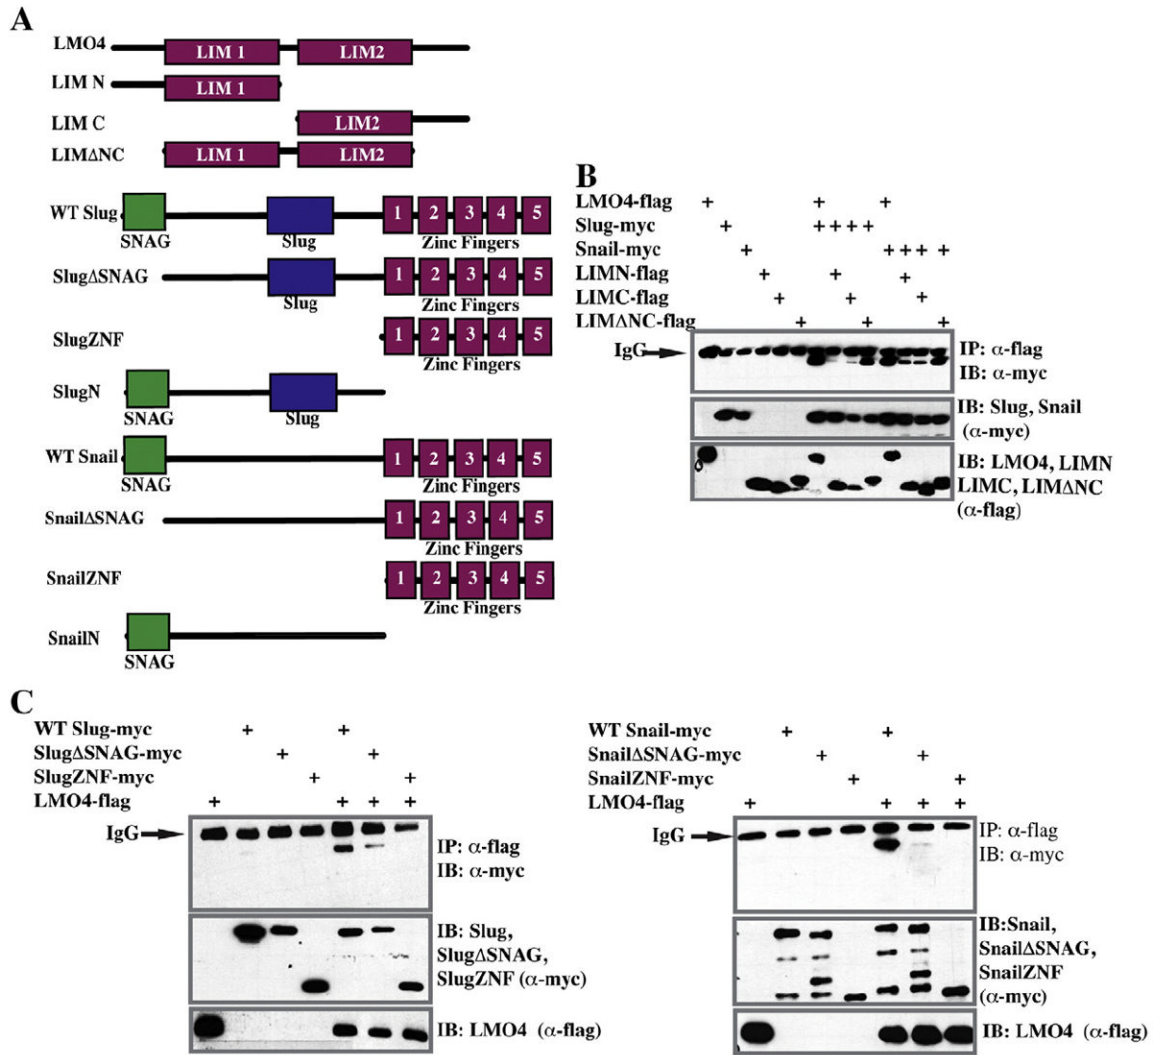 A
LMO4
LIM 1
LIM2
LIM N
LIM 1
LIM C
LIM2
LIMΔNC
LIM 1
LIM2
WT Slug
1 2 3 4 5
SNAG
Slug
Zinc Fingers
SlugΔSNAG
1 2 3 4 5
Slug
Zinc Fingers
SlugZNF
1 2 3 4 5
Zinc Fingers
SlugN
SNAG
Slug
WT Snail
1 2 3 4 5
SNAG
Zinc Fingers
SnailΔSNAG
1 2 3 4 5
Zinc Fingers
SnailZNF
1 2 3 4 5
Zinc Fingers
SnailN
SNAG
B
LMO4-flag + + +
Slug-myc + + + + +
Snail-myc + + + + +
LIMN-flag + + +
LIMC-flag + + +
LIMΔNC-flag + + +
IgG
IP: α-flag
IB: α-myc
IB: Slug, Snail
(α-myc)
IB: LMO4, LIMN
LIMC, LIMΔNC
(α-flag)
C
WT Slug-myc + +
SlugΔSNAG-myc + +
SlugZNF-myc + +
LMO4-flag + + + +
IgG
IP: α-flag
IB: α-myc
IB: Slug,
SlugΔSNAG,
SlugZNF (α-myc)
IB: LMO4 (α-flag)
WT Snail-myc + +
SnailΔSNAG-myc + +
SnailZNF-myc + +
LMO4-flag + + + +
IgG
IP: α-flag
IB: α-myc
IB:Snail,
SnailΔSNAG,
SnailZNF
(α-myc)
IB: LMO4 (α-flag)